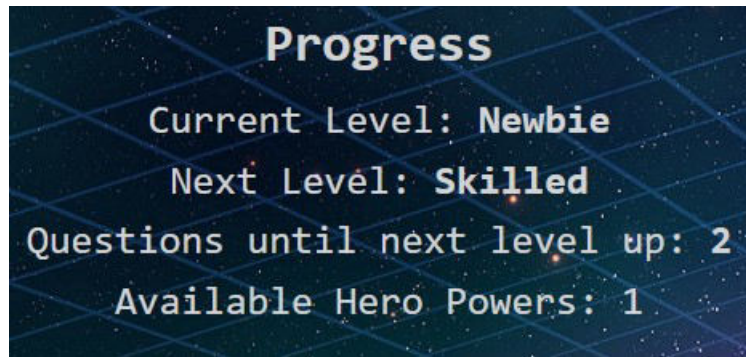 Progress
Current Level: Newbie
Next Level: Skilled
Questions until next level up: 2
Available Hero Powers: 1